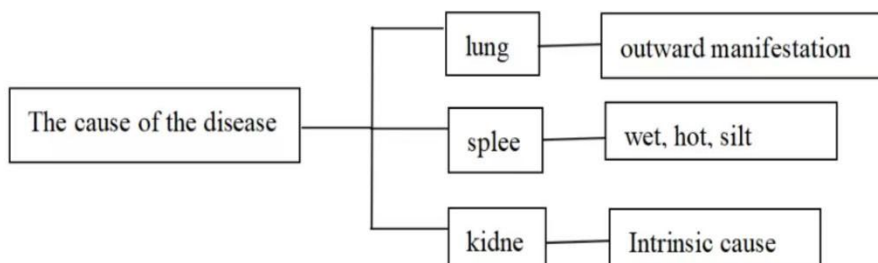 lung
outward manifestation
The cause of the disease
splee
wet, hot, silt
kidne
Intrinsic cause